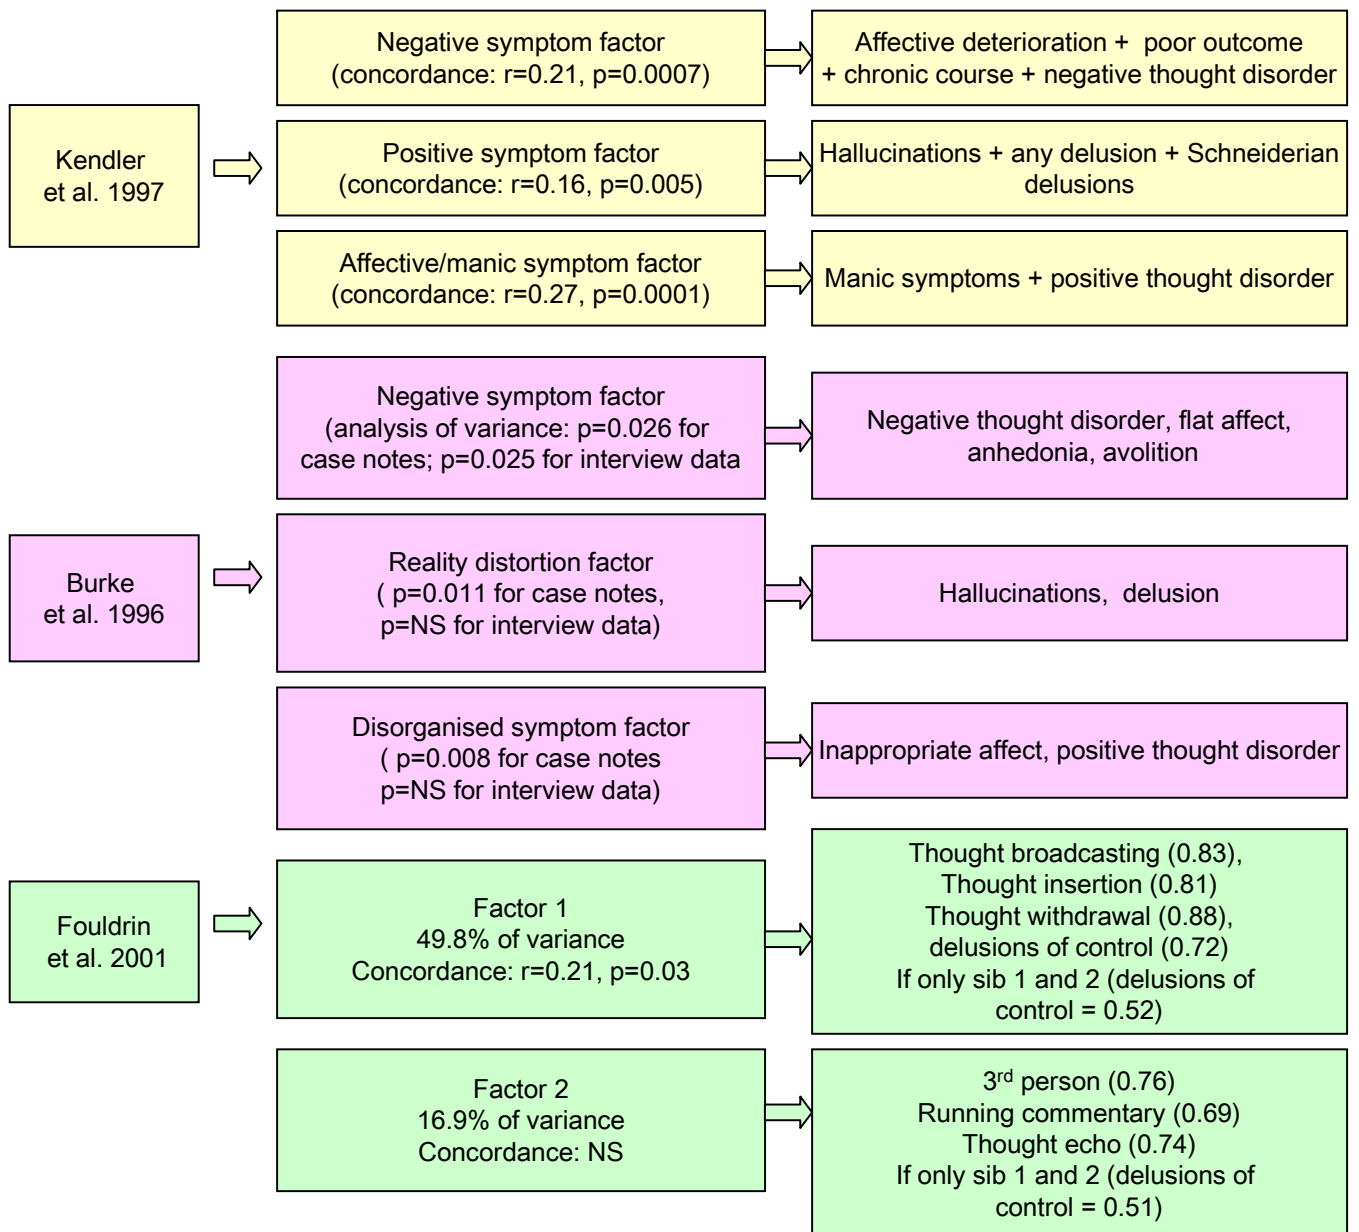 Kendler
et al. 1997
Negative symptom factor
(concordance: r=0.21, p=0.0007)
Affective deterioration + poor outcome
+ chronic course + negative thought disorder
Positive symptom factor
(concordance: r=0.16, p=0.005)
Hallucinations + any delusion + Schneiderian
delusions
Affective/manic symptom factor
(concordance: r=0.27, p=0.0001)
Manic symptoms + positive thought disorder
Burke
et al. 1996
Negative symptom factor
(analysis of variance: p=0.026 for
case notes; p=0.025 for interview data
Negative thought disorder, flat affect,
anhedonia, avolition
Reality distortion factor
( p=0.011 for case notes,
p=NS for interview data)
Hallucinations, delusion
Disorganised symptom factor
( p=0.008 for case notes
p=NS for interview data)
Inappropriate affect, positive thought disorder
Fouldrin
et al. 2001
Factor 1
49.8% of variance
Concordance: r=0.21, p=0.03
Thought broadcasting (0.83),
Thought insertion (0.81)
Thought withdrawal (0.88),
delusions of control (0.72)
If only sib 1 and 2 (delusions of
control = 0.52)
Factor 2
16.9% of variance
Concordance: NS
3rd person (0.76)
Running commentary (0.69)
Thought echo (0.74)
If only sib 1 and 2 (delusions of
control = 0.51)